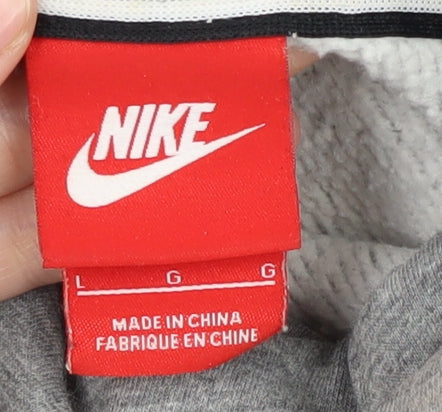 NIKE
L G G
MADE IN CHINA
FABRIQUE EN CHINE